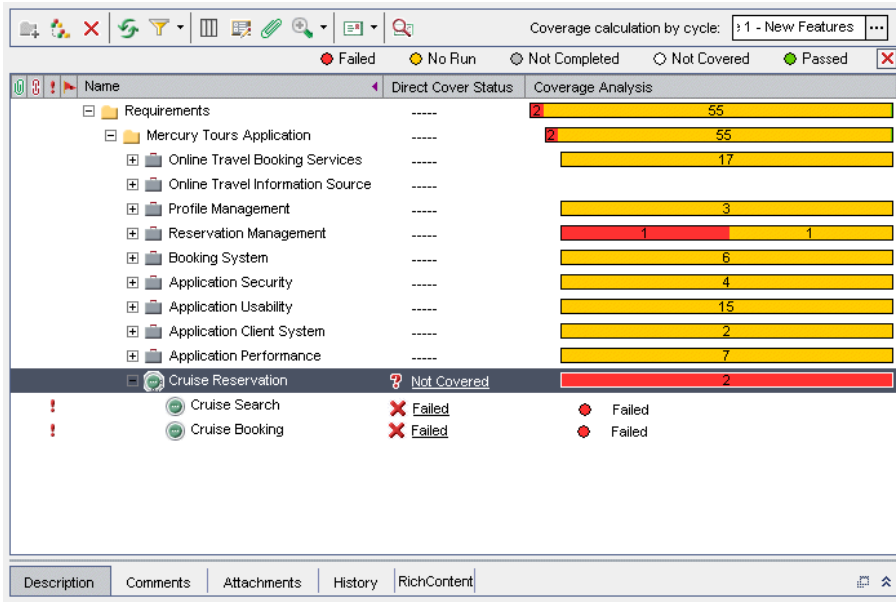 Coverage calculation by cycle: 1 - New Features ...
Failed No Run Not Completed Not Covered Passed
Name Direct Cover Status Coverage Analysis
Requirements ----- 2 55
Mercury Tours Application ----- 2 55
Online Travel Booking Services ----- 17
Online Travel Information Source -----
Profile Management ----- 3
Reservation Management ----- 1 1
Booking System ----- 6
Application Security ----- 4
Application Usability ----- 15
Application Client System ----- 2
Application Performance ----- 7
Cruise Reservation Not Covered 2
Cruise Search Failed Failed
Cruise Booking Failed Failed
Description Comments Attachments History RichContent